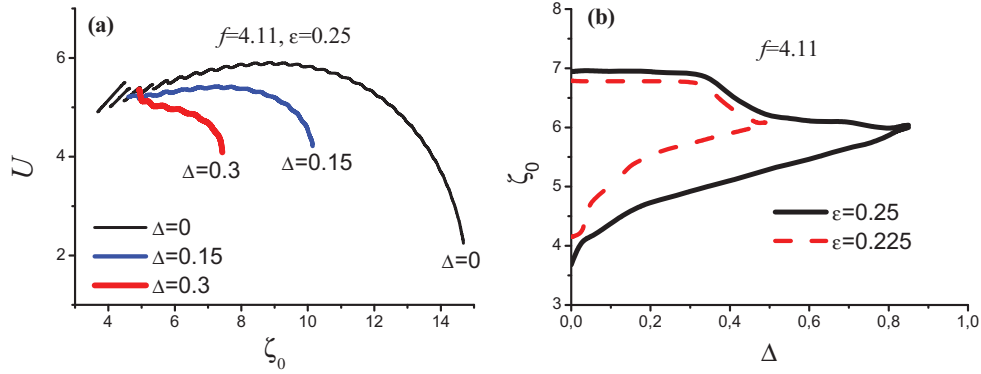 (a)
f=4.11, ε=0.25
6
4
2
U
Δ=0.3
Δ=0.15
Δ=0
Δ=0
Δ=0.15
Δ=0.3
4 6 8 10 12 14
ζ₀
(b)
f=4.11
7
6
5
4
3
ζ₀
ε=0.25
ε=0.225
0,0 0,2 0,4 0,6 0,8 1,0
Δ